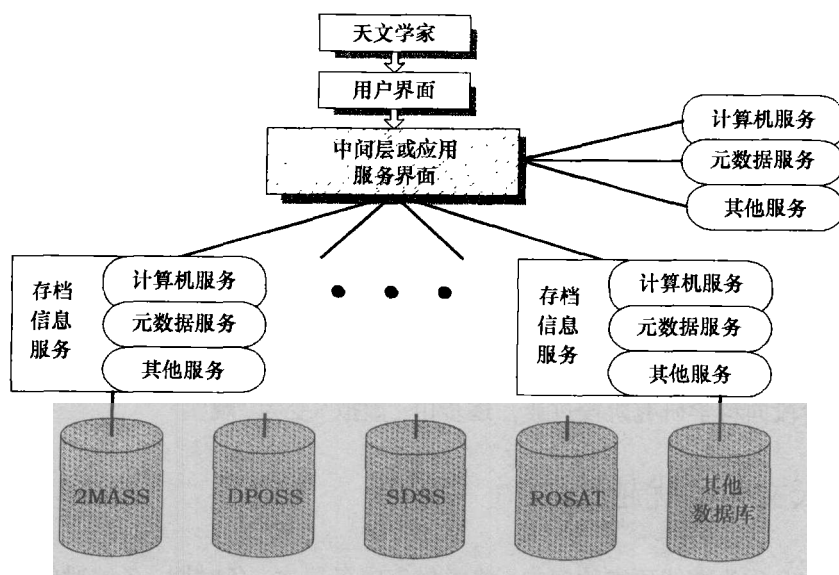 天文学家
用户界面
中间层或应用
服务界面
计算机服务
元数据服务
其他服务
存档
信息
服务
计算机服务
元数据服务
其他服务
存档
信息
服务
计算机服务
元数据服务
其他服务
2MASS
DPOSS
SDSS
ROSAT
其他
数据库